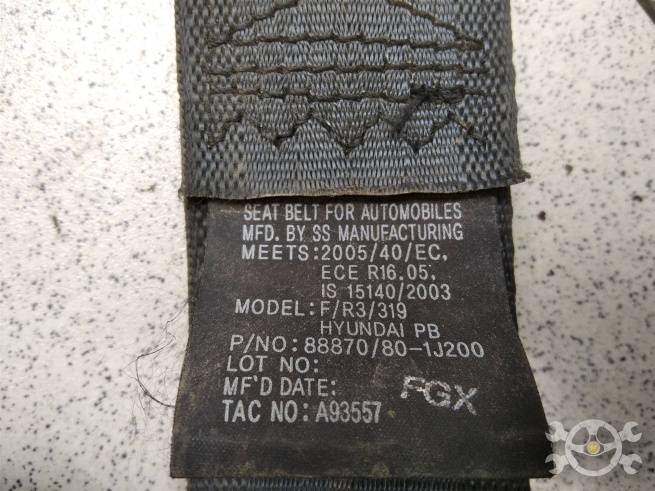 SEAT BELT FOR AUTOMOBILES
MFD. BY SS MANUFACTURING
MEETS:2005/40/EC,
ECE R16.05,
IS 15140/2003
MODEL: F/R3/319
HYUNDAI PB
P/NO: 88870/80-1J200
LOT NO:
MF'D DATE: FGX
TAC NO: A93557